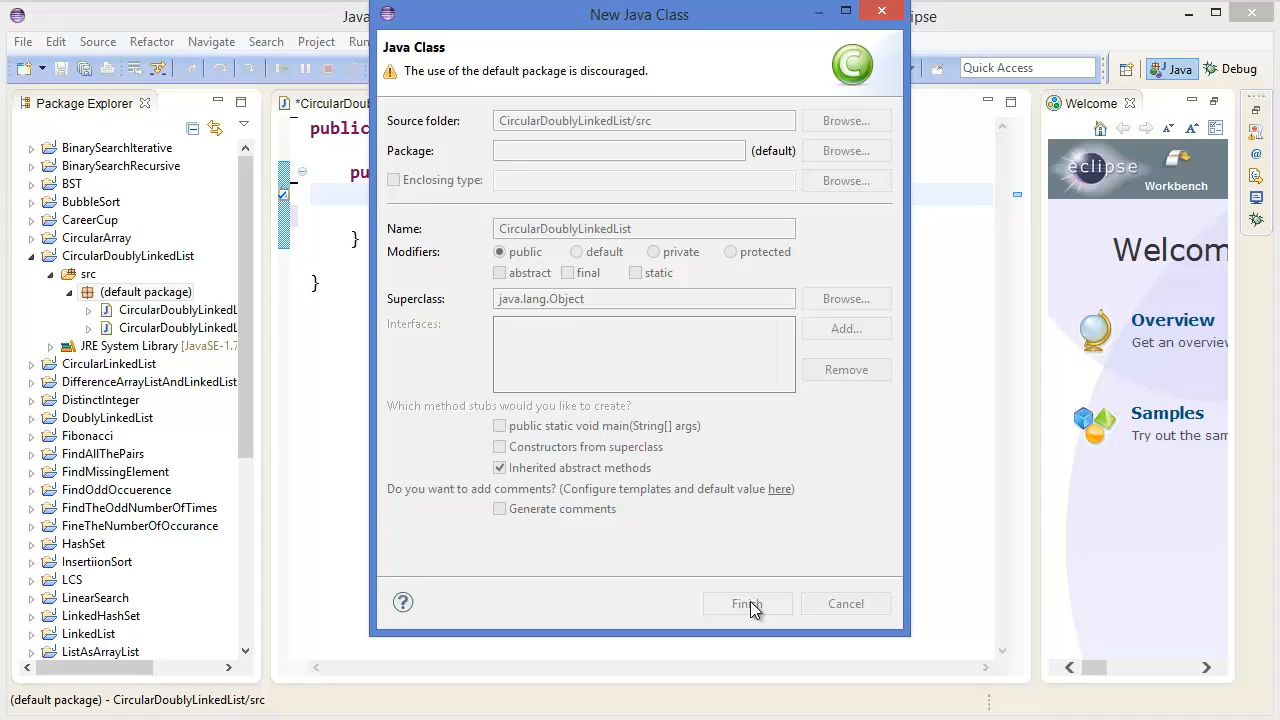 Jav
New Java Class
ipse
File Edit Source Refactor Navigate Search Project Run
Quick Access
Java
Debug
Package Explorer
*CircularDou
Welcome
BinarySearchIterative
BinarySearchRecursive
BST
BubbleSort
CareerCup
CircularArray
CircularDoublyLinkedList
src
(default package)
CircularDoublyLinkedL
CircularDoublyLinkedL
JRE System Library [JavaSE-1.7
CircularLinkedList
DifferenceArrayListAndLinkedList
DistinctInteger
DoublyLinkedList
Fibonacci
FindAllThePairs
FindMissingElement
FindOddOccuerence
FindTheOddNumberOfTimes
FineTheNumberOfOccurance
HashSet
InsertiionSort
LCS
LinearSearch
LinkedHashSet
LinkedList
ListAsArrayList
public
pu
}
}
Java Class
The use of the default package is discouraged.
Source folder: CircularDoublyLinkedList/src Browse...
Package: (default) Browse...
Enclosing type: Browse...
Name: CircularDoublyLinkedList
Modifiers: public default private protected
abstract final static
Superclass: java.lang.Object Browse...
Interfaces: Add...
Remove
Which method stubs would you like to create?
public static void main(String[] args)
Constructors from superclass
Inherited abstract methods
Do you want to add comments? (Configure templates and default value here)
Generate comments
? Finish Cancel
eclipse
Workbench
Welcom
Overview
Get an overview
Samples
Try out the sam
(default package) - CircularDoublyLinkedList/src